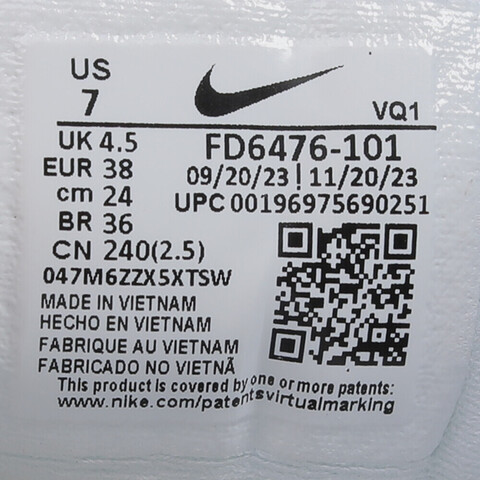 US
7
VQ1
UK 4.5
EUR 38
cm 24
BR 36
CN 240(2.5)
FD6476-101
09/20/23 | 11/20/23
UPC 00196975690251
047M6ZZX5XTSW
MADE IN VIETNAM
HECHO EN VIETNAM
FABRIQUE AU VIETNAM
FABRICADO NO VIETNÃ
This product is covered by one or more patents:
www.nike.com/patentsvirtualmarking